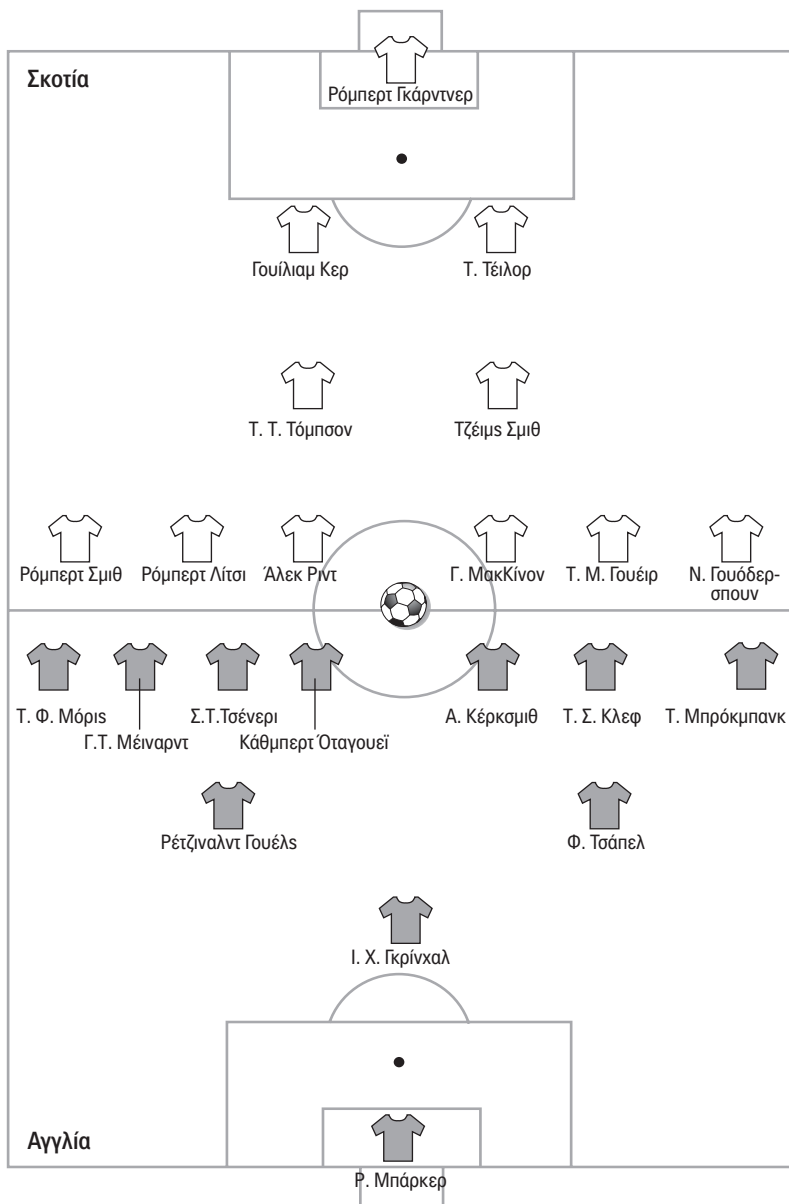 Σκοτία
Ρόμπερτ Γκάρντνερ
Γουίλιαμ Κερ
Τ. Τέιλορ
Τ. Τ. Τόμπσον
Τζέιμς Σμιθ
Ρόμπερτ Σμιθ
Ρόμπερτ Λίτσι
Άλεκ Ριντ
Γ. ΜακΚίνον
Τ. Μ. Γουέιρ
Ν. Γουόδερ-
σπουν
Τ. Φ. Μόρις
Γ.Τ. Μέιναρντ
Σ.Τ.Τσένερι
Κάθμπερτ Όταγουεϊ
Α. Κέρκσμιθ
Τ. Σ. Κλεφ
Τ. Μπρόκμπανκ
Ρέτζιναλντ Γουέλς
Φ. Τσάπελ
Ι. Χ. Γκρίνχαλ
Αγγλία
Ρ. Μπάρκερ